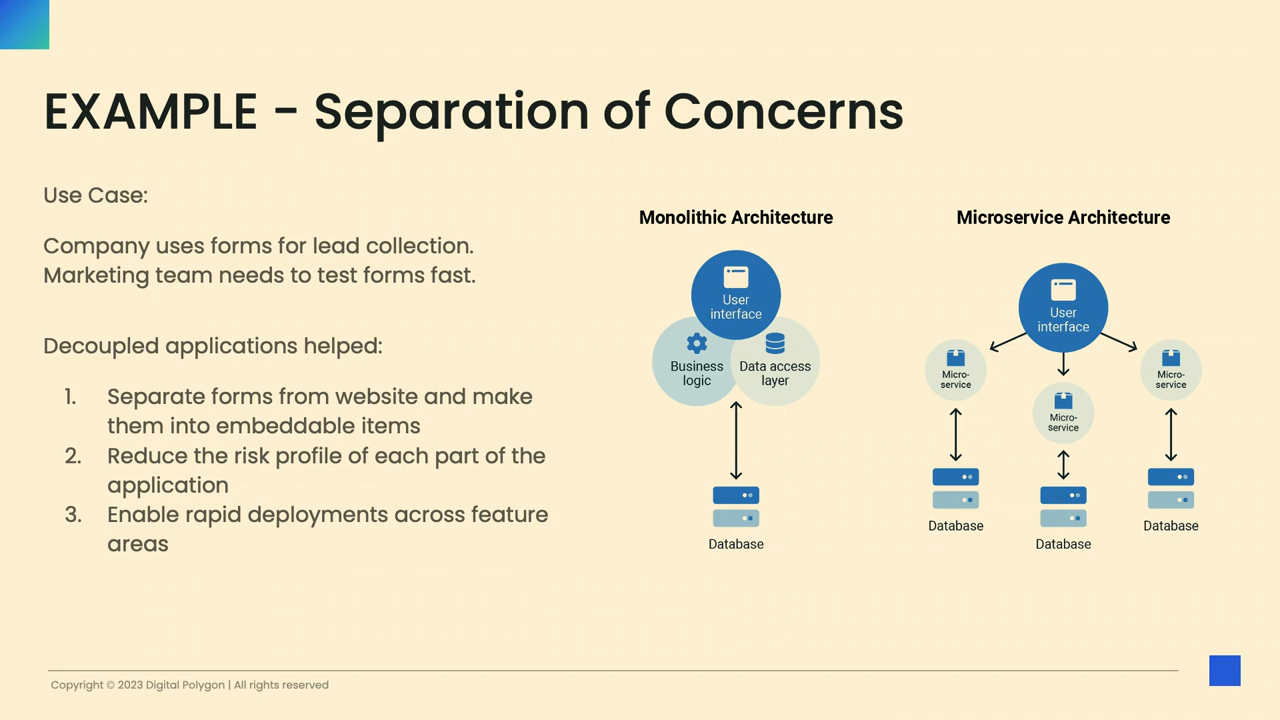 EXAMPLE - Separation of Concerns
Use Case:
Company uses forms for lead collection.
Marketing team needs to test forms fast.
Decoupled applications helped:
1. Separate forms from website and make
them into embeddable items
2. Reduce the risk profile of each part of the
application
3. Enable rapid deployments across feature
areas
Monolithic Architecture
User
interface
Business
logic
Data access
layer
Database
Microservice Architecture
User
interface
Micro-
service
Micro-
service
Micro-
service
Database
Database
Database
Copyright © 2023 Digital Polygon | All rights reserved